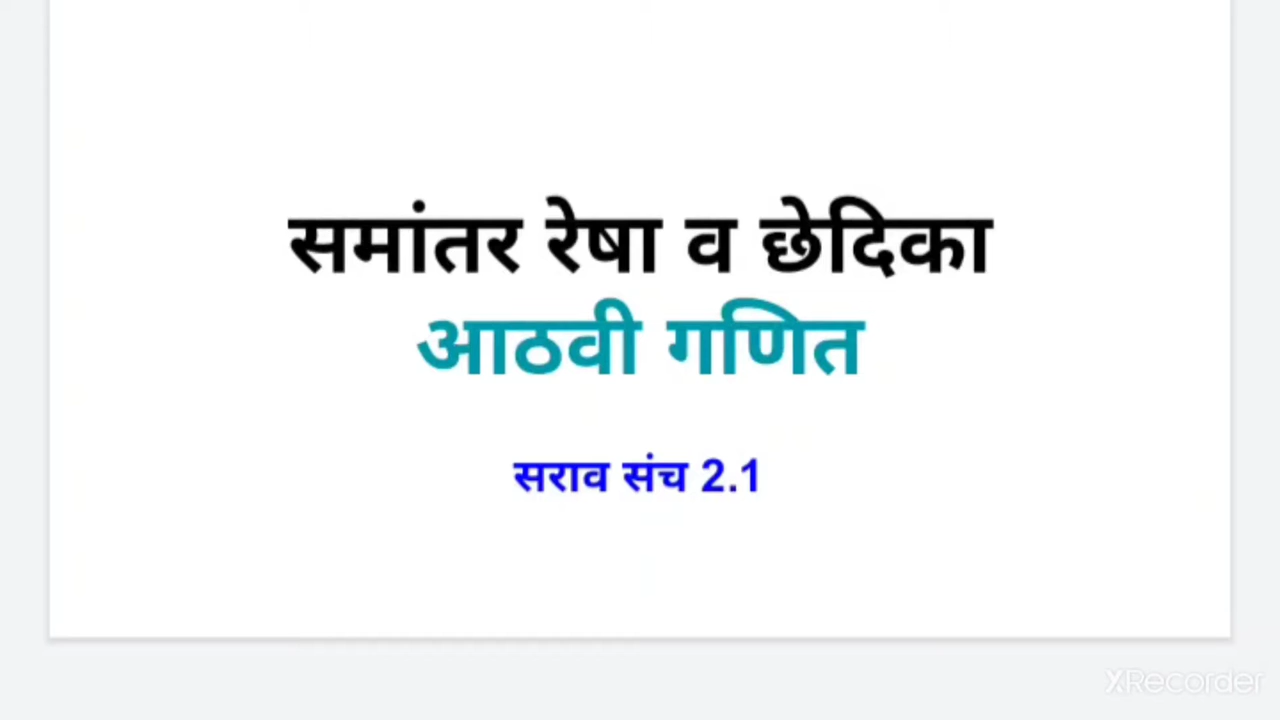 समांतर रेषा व छेदिका
आठवी गणित
सराव संच 2.1
XRecorder